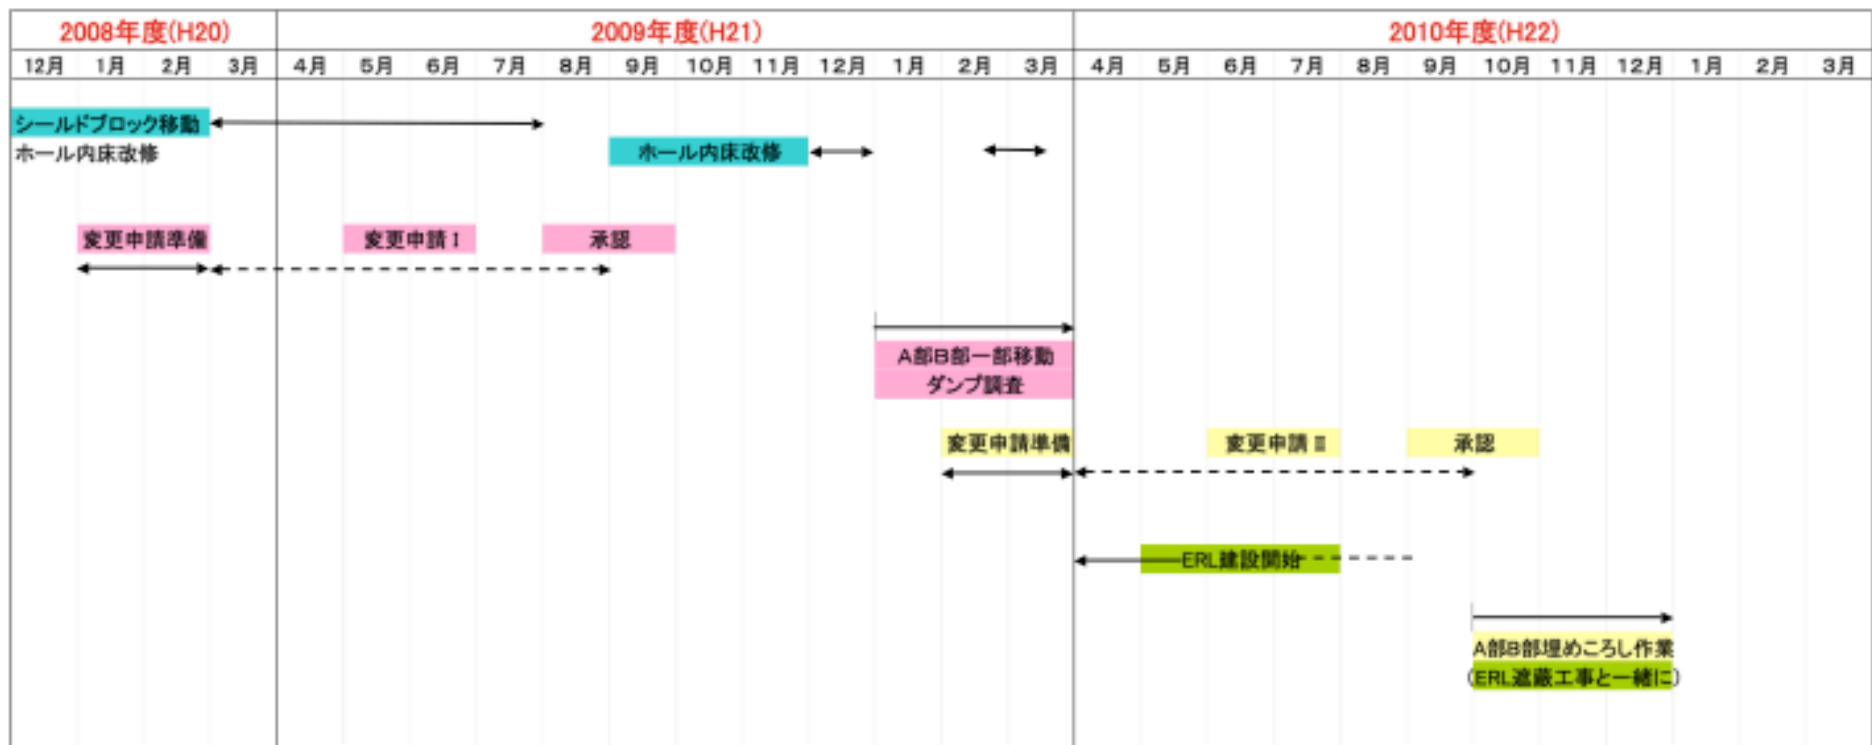 2008年度(H20) 2009年度(H21) 2010年度(H22)
12月 1月 2月 3月 4月 5月 6月 7月 8月 9月 10月 11月 12月 1月 2月 3月 4月 5月 6月 7月 8月 9月 10月 11月 12月 1月 2月 3月
シールドブロック移動
ホール内床改修 ホール内床改修
変更申請準備 変更申請Ⅰ 承認
A部B部一部移動
ダンプ調査
変更申請準備 変更申請Ⅱ 承認
ERL建設開始
A部B部埋めころし作業
(ERL遮蔽工事と一緒に)